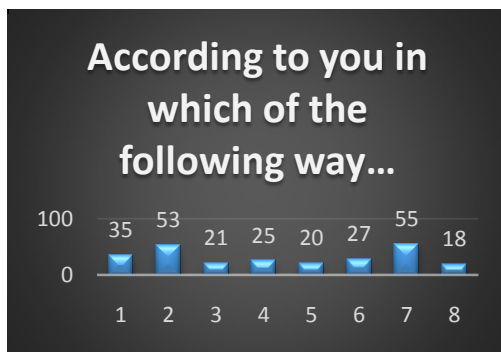 According to you in
which of the
following way...
100
35 53 21 25 20 27 55 18
0
1 2 3 4 5 6 7 8